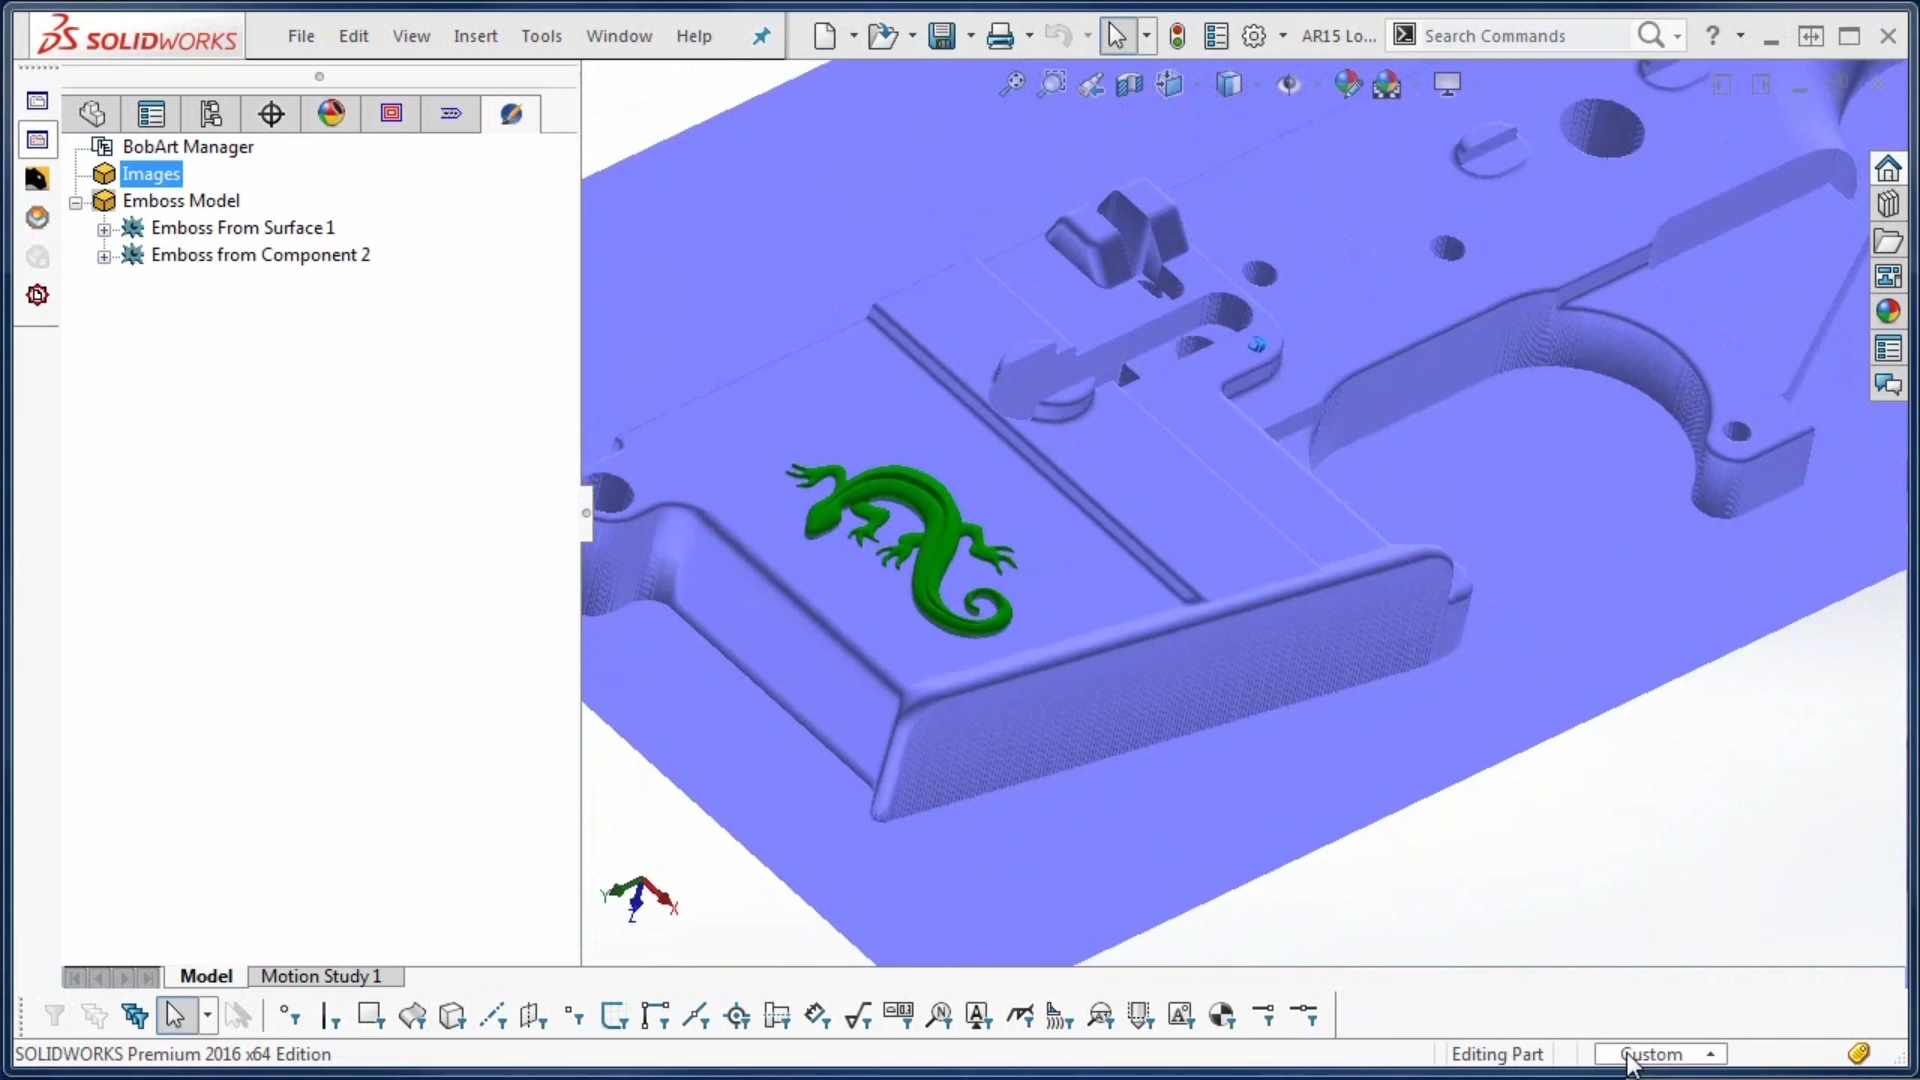 SOLIDWORKS File Edit View Insert Tools Window Help AR15 Lo... Search Commands ?
BobArt Manager
Images
Emboss Model
Emboss From Surface 1
Emboss from Component 2
Y Z X
Model Motion Study 1
SOLIDWORKS Premium 2016 x64 Edition Editing Part Custom